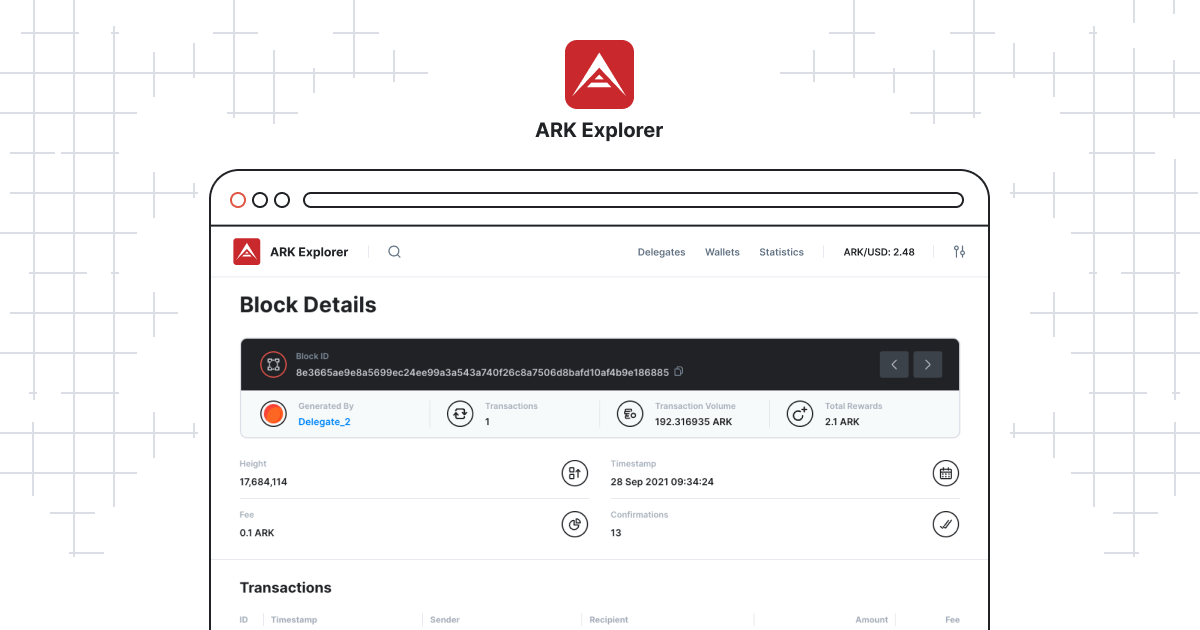 ARK Explorer
ARK Explorer
Delegates
Wallets
Statistics
ARK/USD: 2.48
Block Details
Block ID
8e3665ae9e8a5699ec24ee99a3a543a740f26c8a7506d8bafd10af4b9e186885
Generated By
Delegate_2
Transactions
1
Transaction Volume
192.316935 ARK
Total Rewards
2.1 ARK
Height
17,684,114
Timestamp
28 Sep 2021 09:34:24
Fee
0.1 ARK
Confirmations
13
Transactions
ID
Timestamp
Sender
Recipient
Amount
Fee